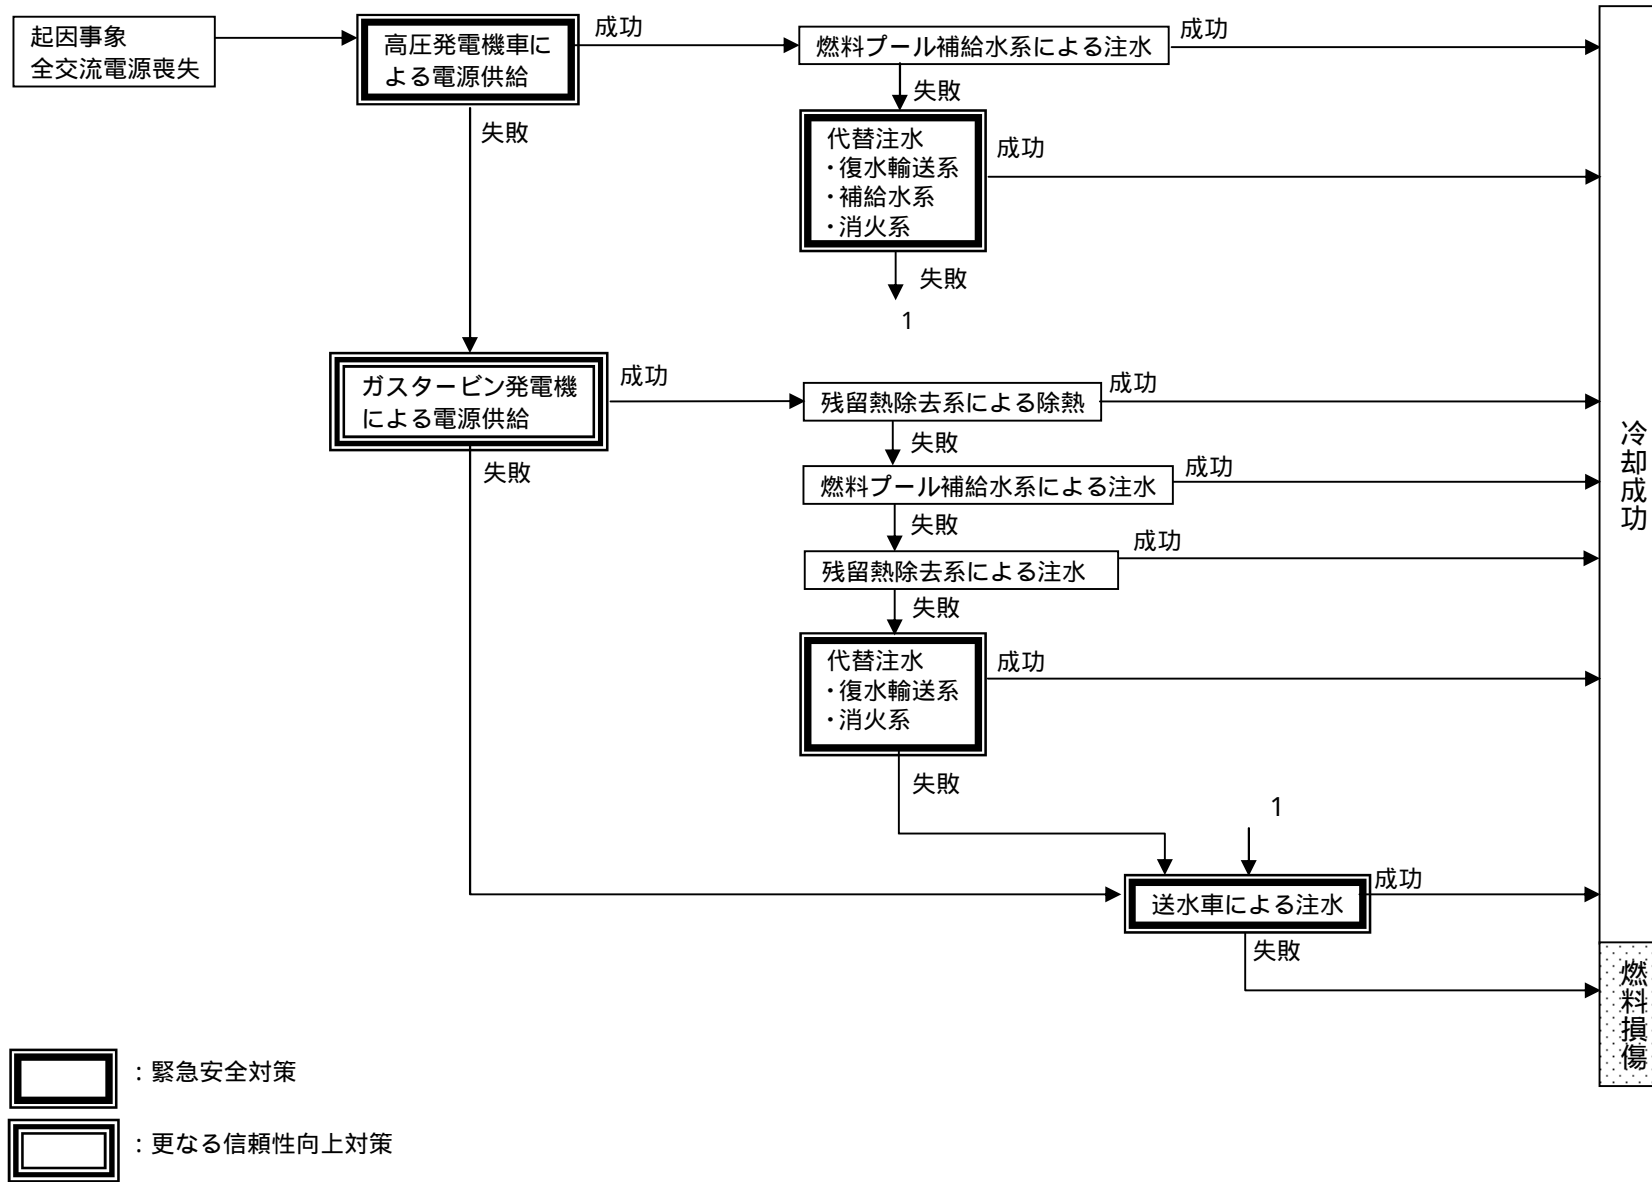 起因事象
全交流電源喪失
高圧発電機車に
よる電源供給
成功
燃料プール補給水系による注水
成功
失敗
失敗
代替注水
・復水輸送系
・補給水系
・消火系
成功
失敗
1
ガスタービン発電機
による電源供給
成功
残留熱除去系による除熱
成功
失敗
失敗
燃料プール補給水系による注水
成功
失敗
残留熱除去系による注水
成功
失敗
代替注水
・復水輸送系
・消火系
成功
失敗
1
送水車による注水
成功
失敗
冷却成功
燃料損傷
：緊急安全対策
：更なる信頼性向上対策